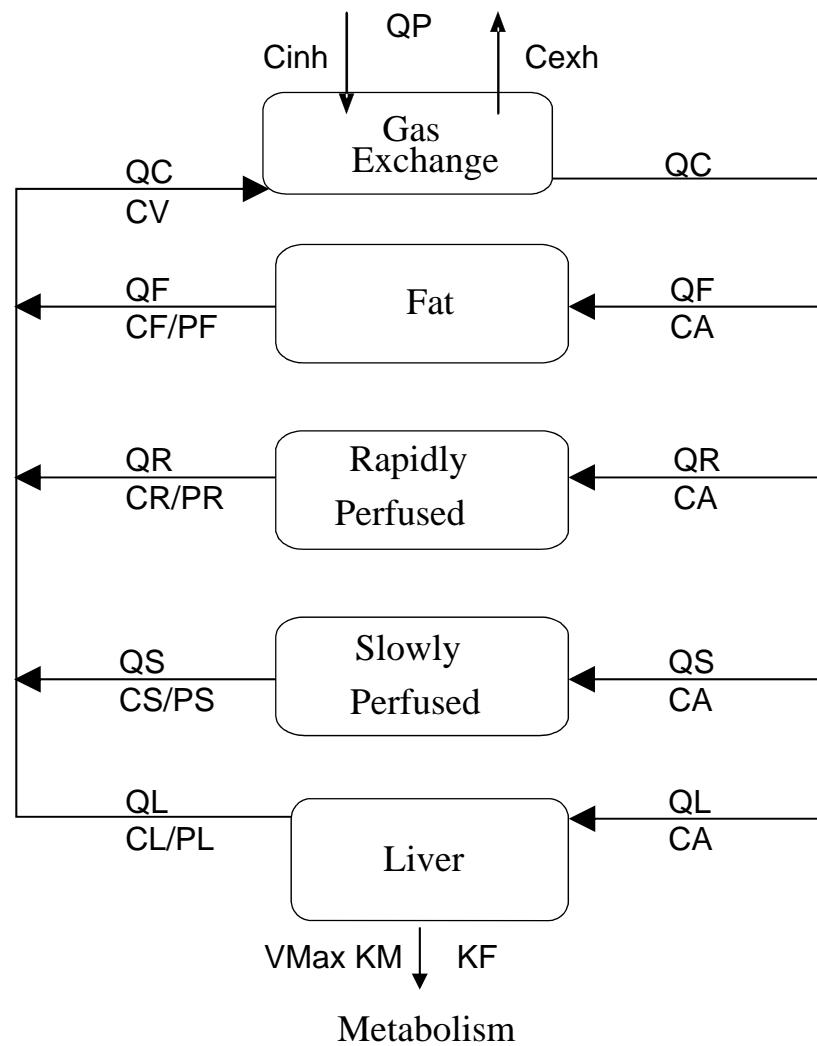 QP
Cinh
Cexh
Gas
Exchange
QC
CV
QC
QF
CF/PF
Fat
QF
CA
QR
CR/PR
Rapidly
Perfused
QR
CA
QS
CS/PS
Slowly
Perfused
QS
CA
QL
CL/PL
Liver
QL
CA
VMax KM
KF
Metabolism